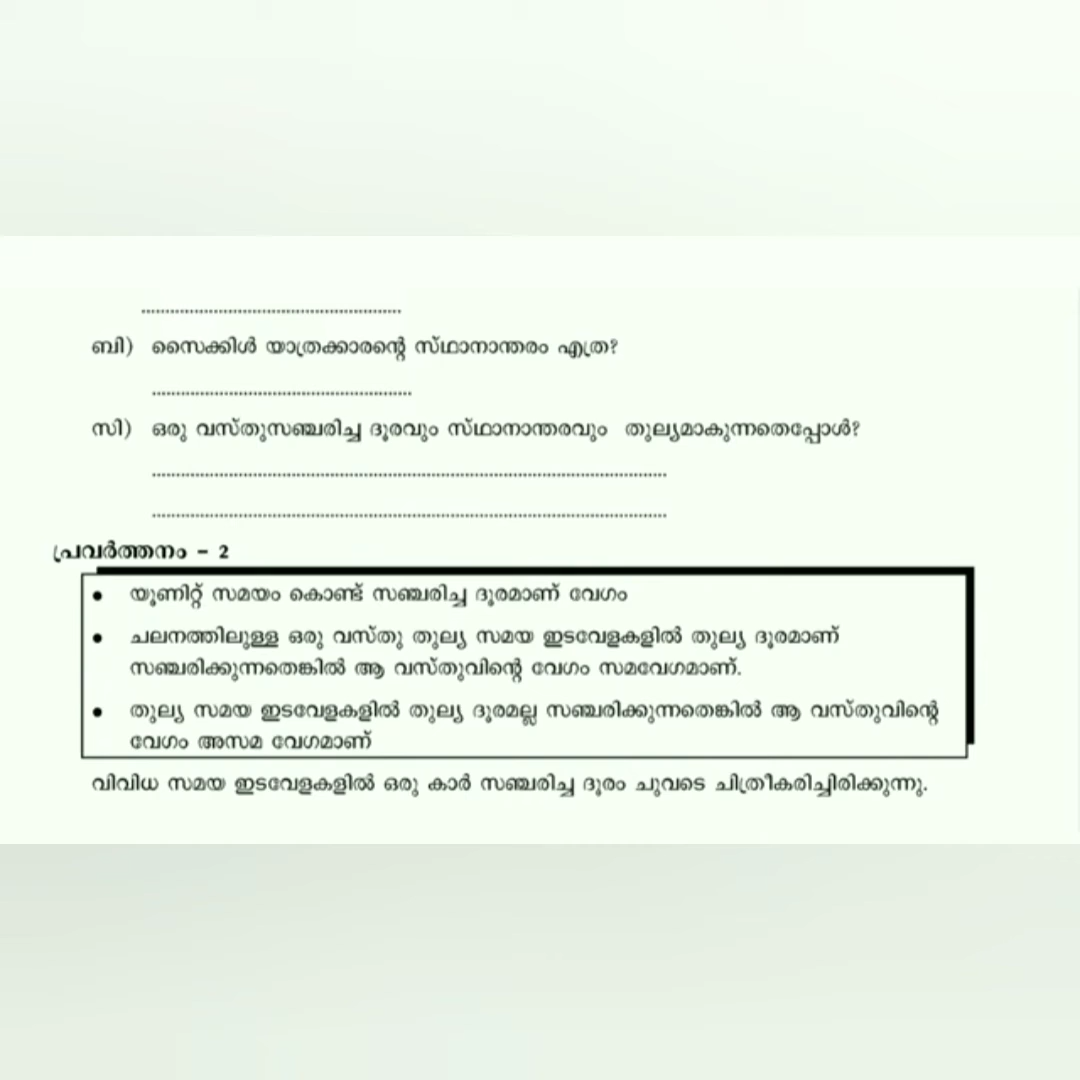 ................................................................
ബി) സൈക്കിൾ യാത്രക്കാരന്റെ സ്ഥാനാന്തരം എത്ര?
................................................................
സി) ഒരു വസ്തുസഞ്ചരിച്ച ദൂരവും സ്ഥാനാന്തരവും തുല്യമാകുന്നതെപ്പോൾ?
................................................................
................................................................
പ്രവർത്തനം - 2
• യൂണിറ്റ് സമയം കൊണ്ട് സഞ്ചരിച്ച ദൂരമാണ് വേഗം
• ചലനത്തിലുള്ള ഒരു വസ്തു തുല്യ സമയ ഇടവേളകളിൽ തുല്യ ദൂരമാണ്
സഞ്ചരിക്കുന്നതെങ്കിൽ ആ വസ്തുവിന്റെ വേഗം സമവേഗമാണ്.
• തുല്യ സമയ ഇടവേളകളിൽ തുല്യ ദൂരമല്ല സഞ്ചരിക്കുന്നതെങ്കിൽ ആ വസ്തുവിന്റെ
വേഗം അസമ വേഗമാണ്
വിവിധ സമയ ഇടവേളകളിൽ ഒരു കാർ സഞ്ചരിച്ച ദൂരം ചുവടെ ചിത്രീകരിച്ചിരിക്കുന്നു.